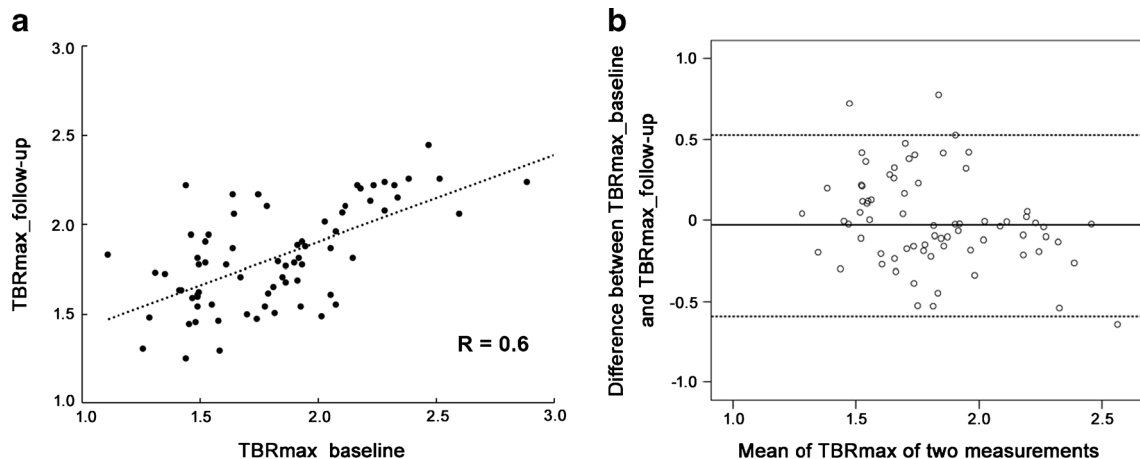 a
3.0
2.5
2.0
1.5
1.0
TBRmax_follow-up
R = 0.6
1.0 1.5 2.0 2.5 3.0
TBRmax_baseline
b
1.0
0.5
0
-0.5
-1.0
Difference between TBRmax_baseline
and TBRmax_follow-up
1.0 1.5 2.0 2.5
Mean of TBRmax of two measurements